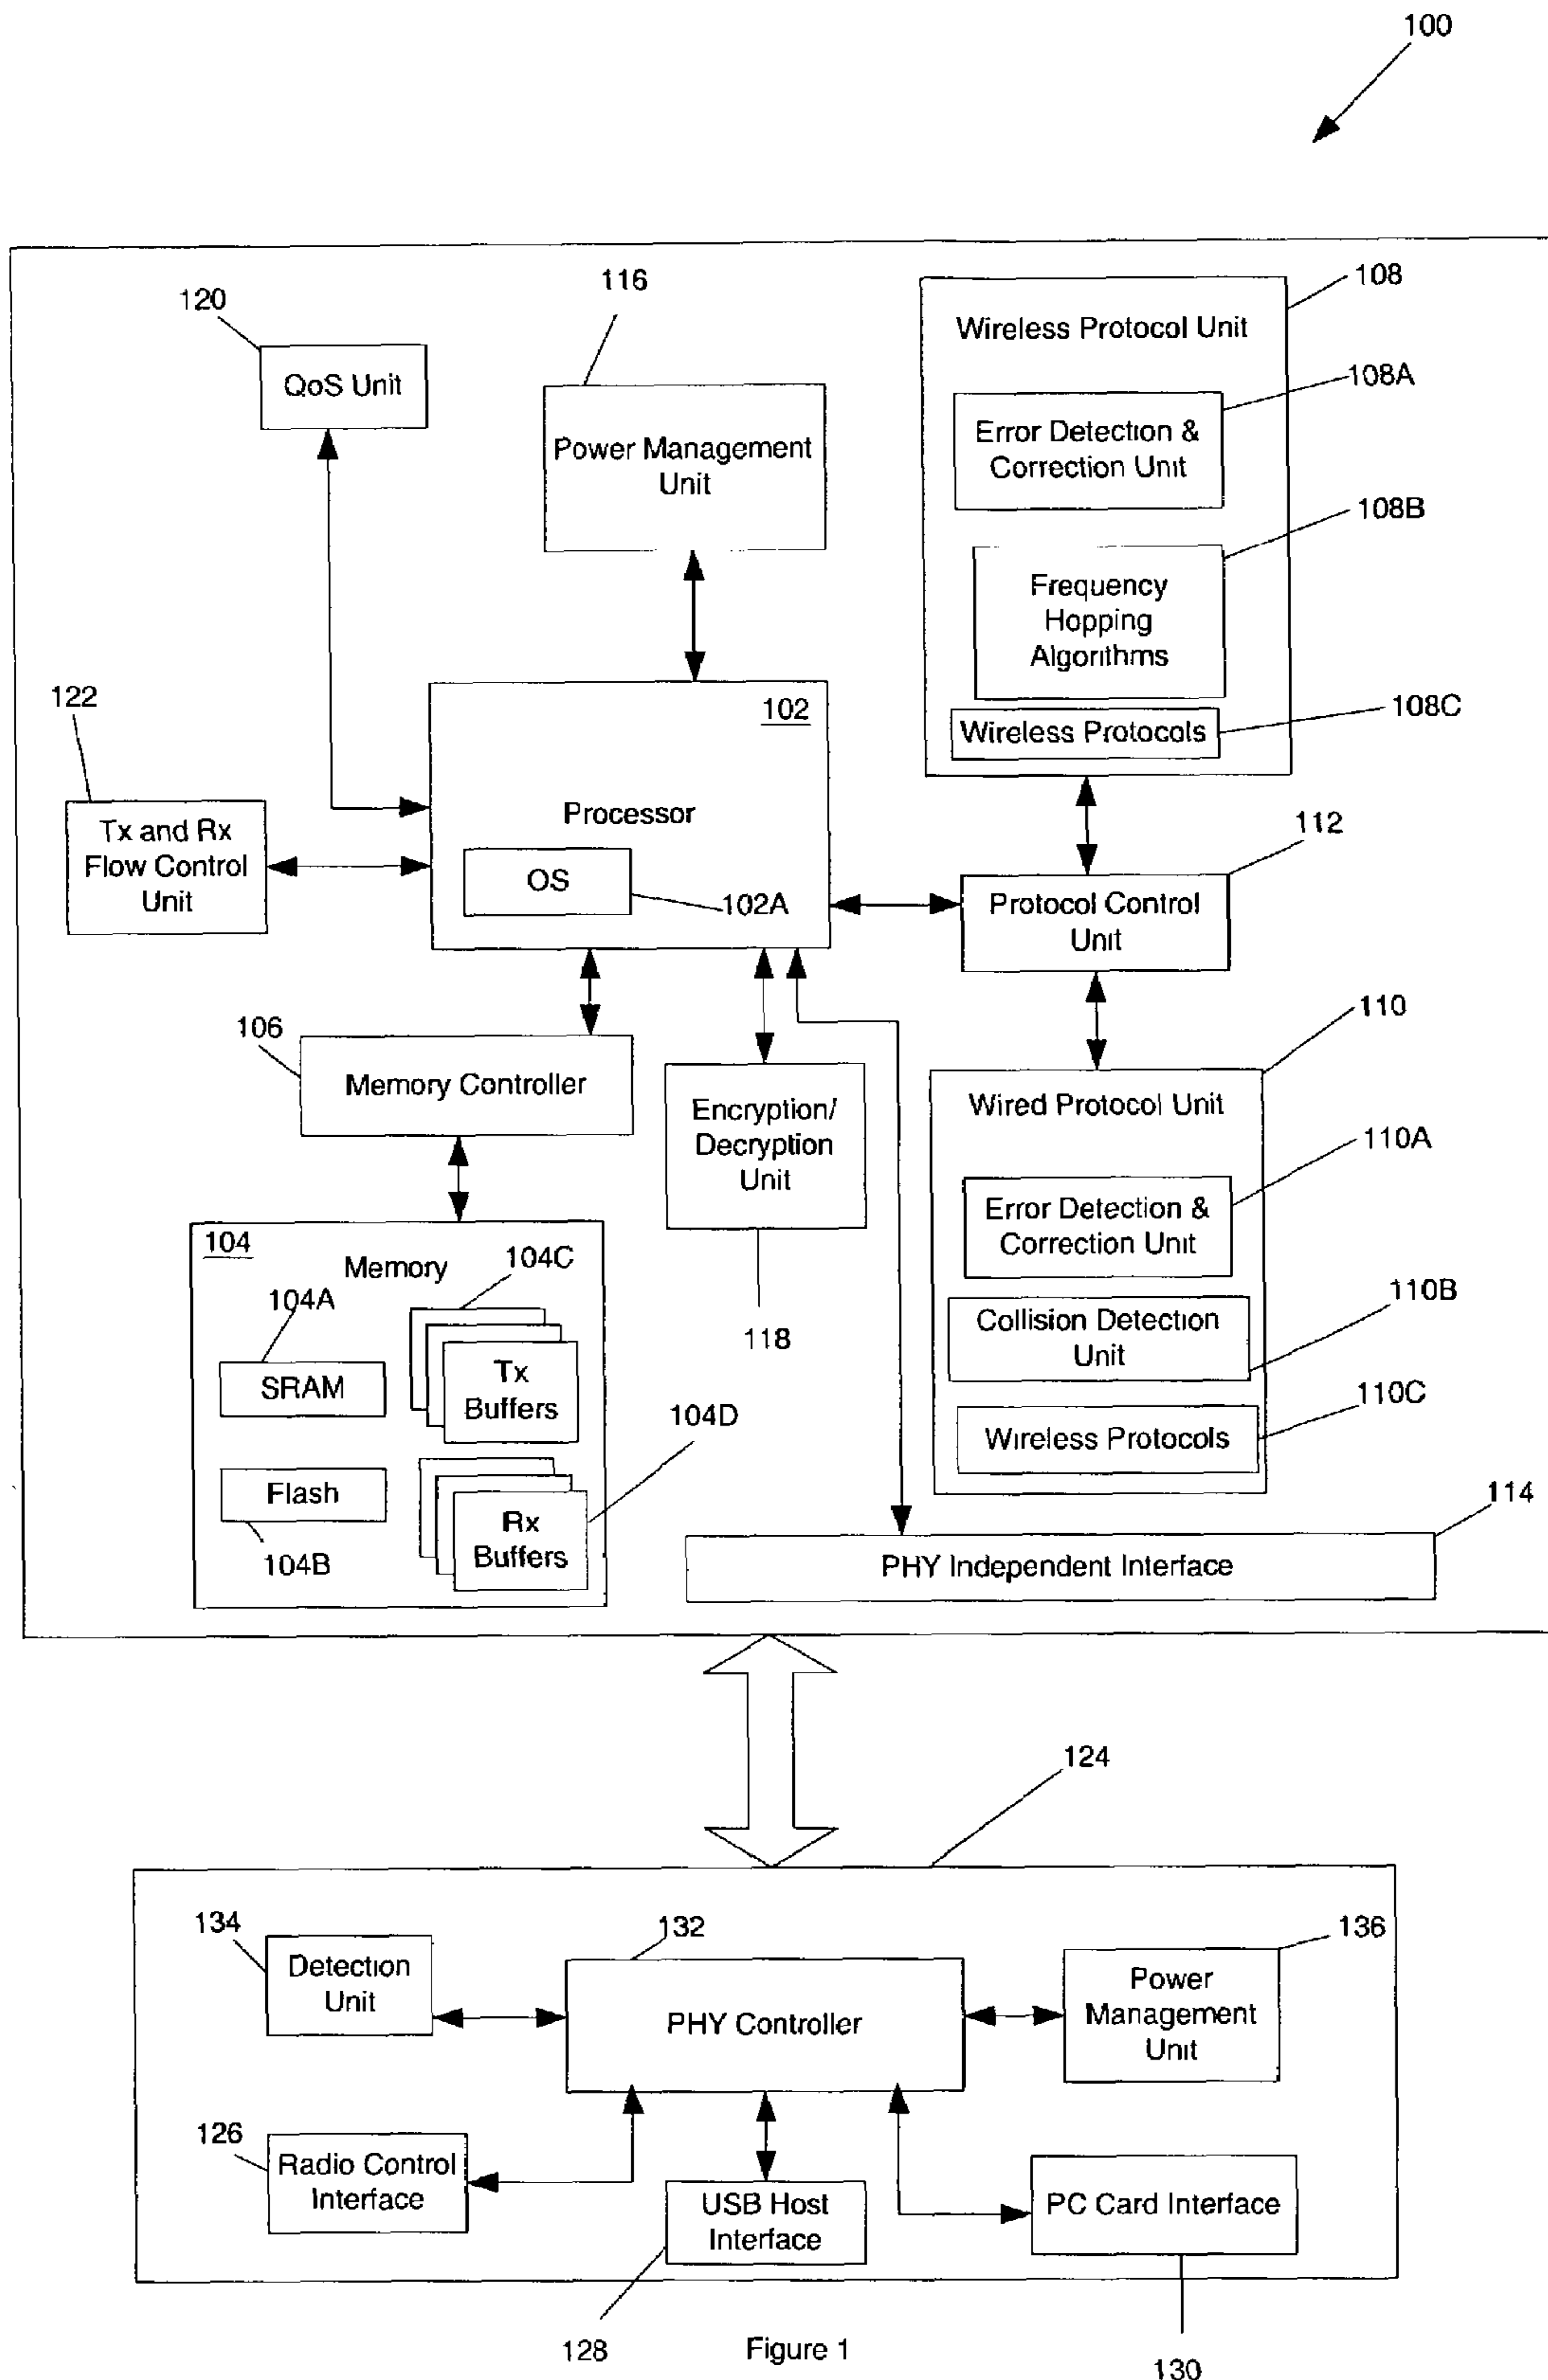 100
108
116
120
Wireless Protocol Unit
QoS Unit
108A
Error Detection &
Correction Unit
Power Management
Unit
108B
Frequency
Hopping
Algorithms
122
102
108C
Wireless Protocols
Processor
112
Tx and Rx
Flow Control
Unit
OS
102A
Protocol Control
Unit
106
110
Memory Controller
Encryption/
Decryption
Unit
Wired Protocol Unit
110A
Error Detection &
Correction Unit
104
Memory
104C
104A
118
110B
Collision Detection
Unit
SRAM
Tx
Buffers
104D
110C
Wireless Protocols
Flash
114
Rx
Buffers
104B
PHY Independent Interface
124
134
132
136
Detection
Unit
PHY Controller
Power
Management
Unit
126
Radio Control
Interface
USB Host
Interface
PC Card Interface
128
Figure 1
130